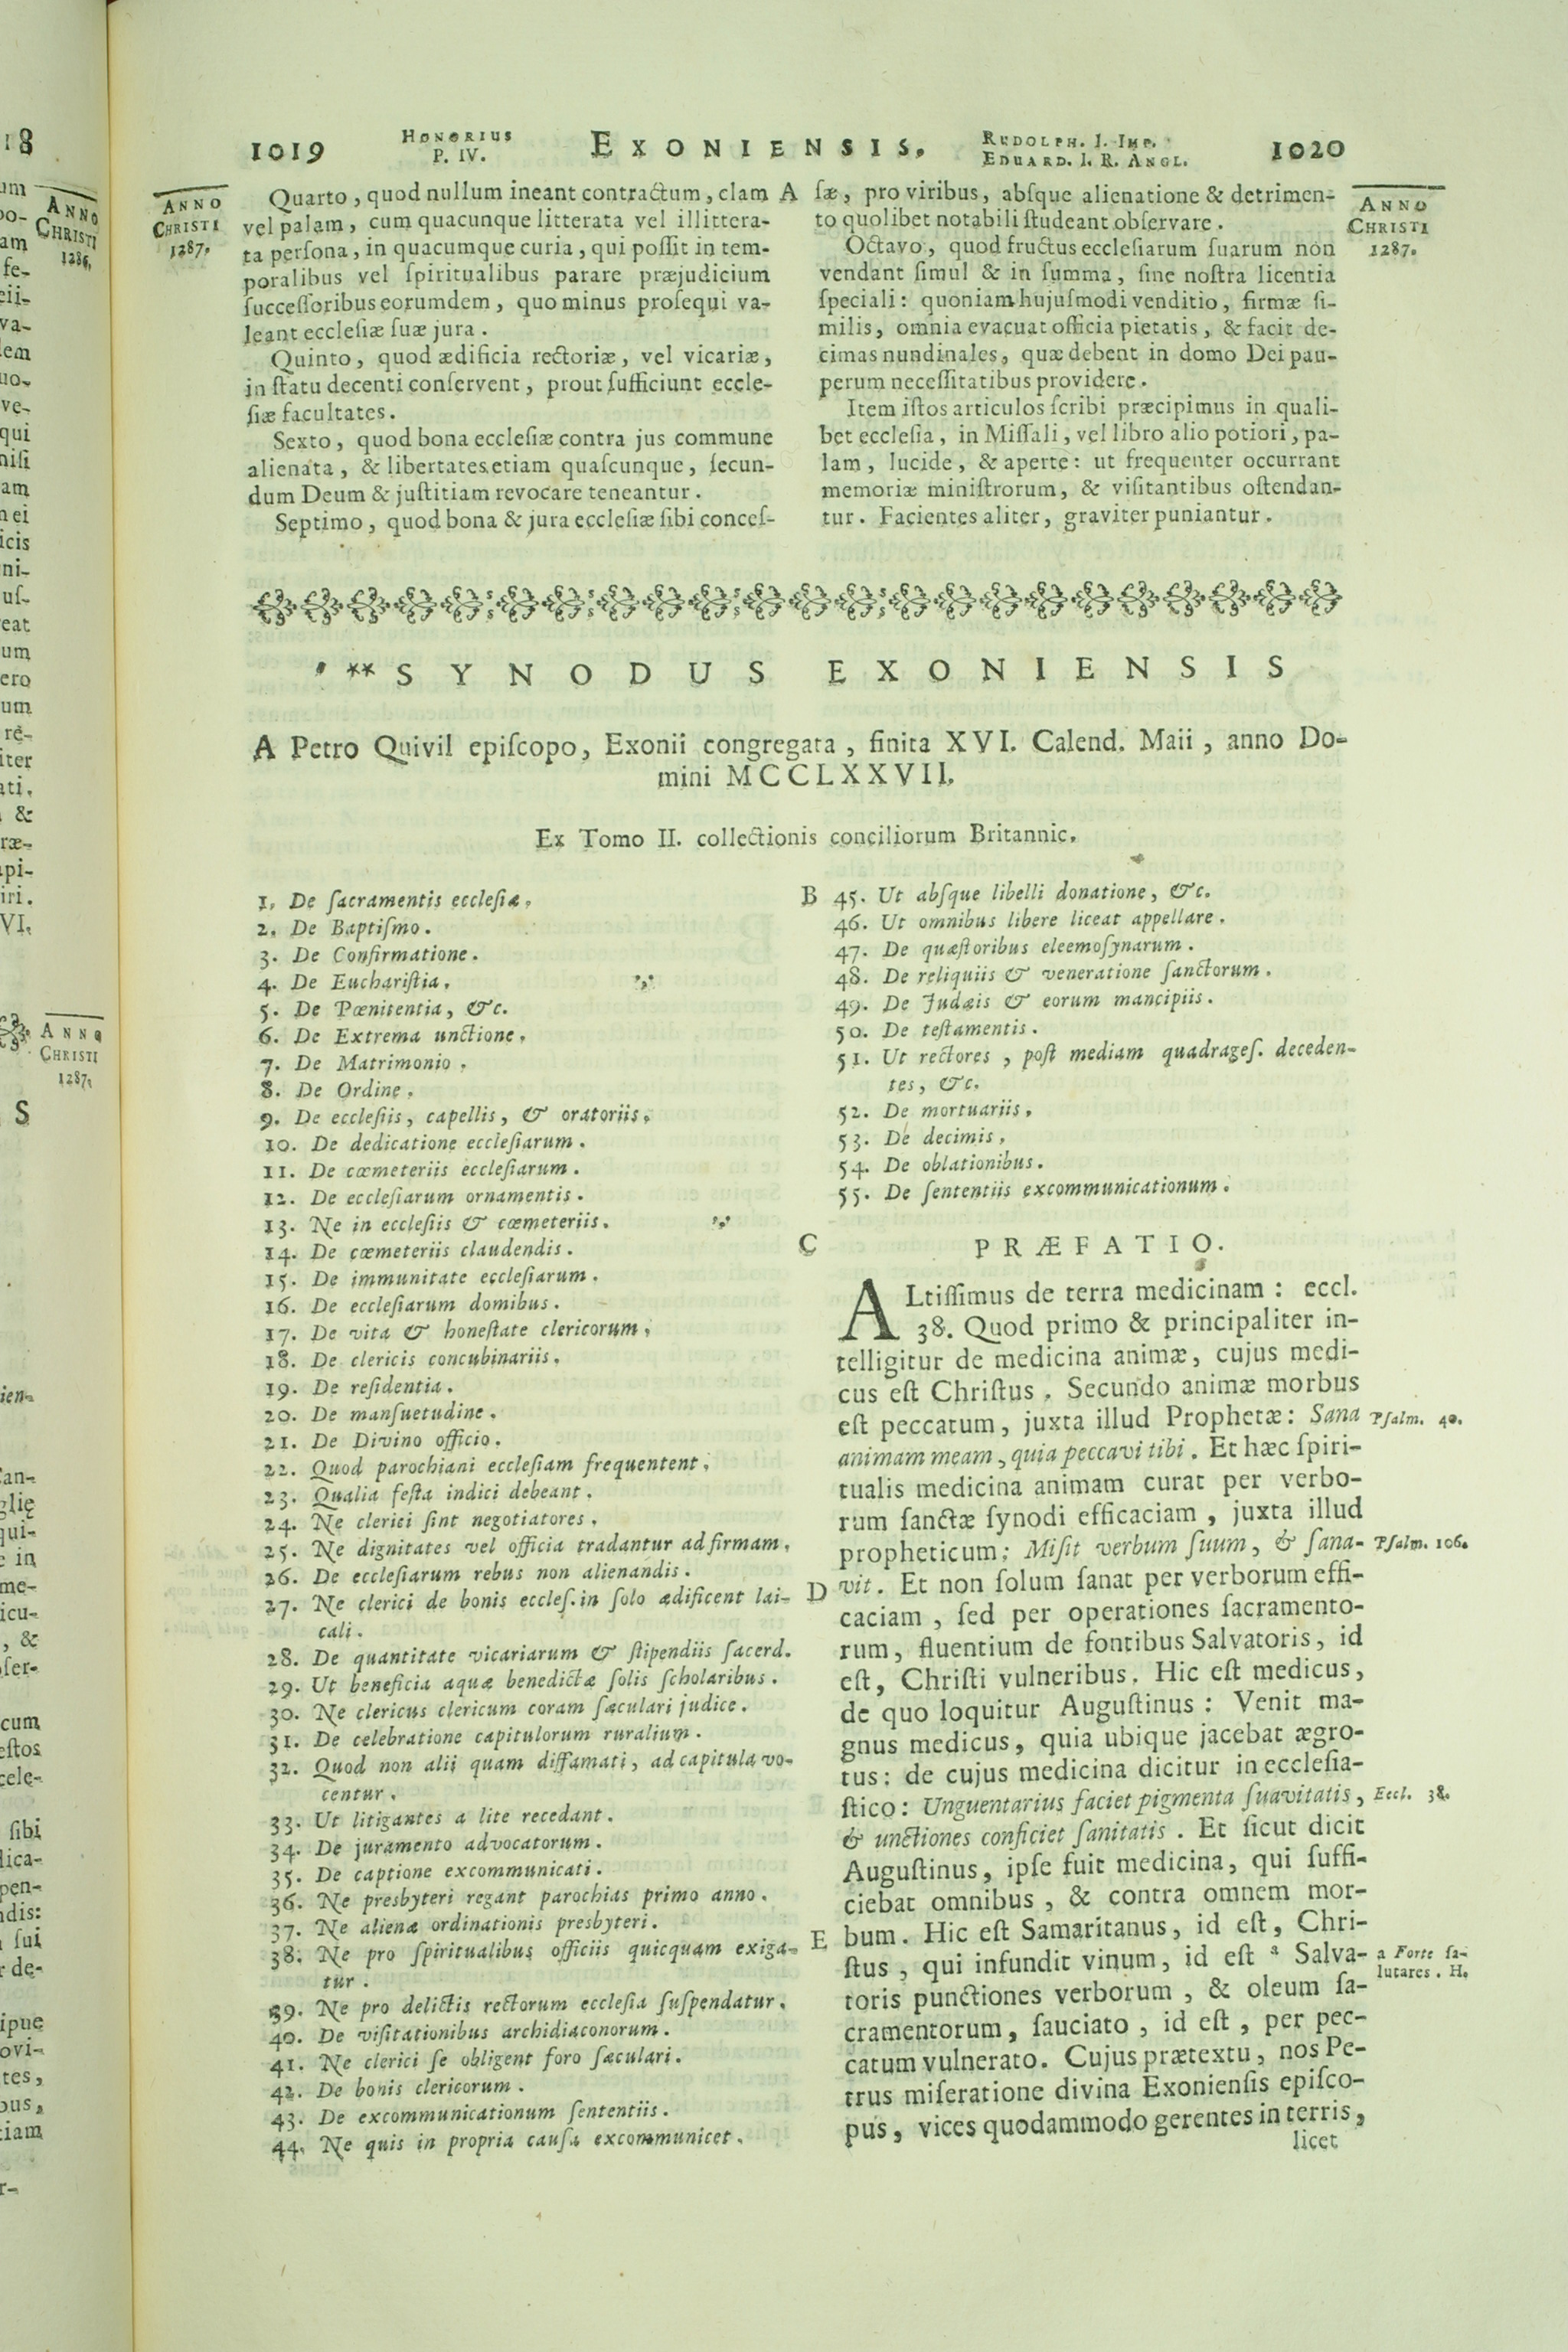 1019
HONORIUS
P. IV.
EXONIENSIS.
RUDOLPH. I. IMP.
EDUARD. I. R. ANGL.
1020
ANNO
CHRISTI
1287.
Quarto, quod nullum ineant contractum, clam
vel palam, cum quacunque litterata vel illittera-
ta perſona, in quacumque curia, qui poſſit in tem-
poralibus vel ſpiritualibus parare præjudicium
ſucceſſoribus eorumdem, quo minus proſequi va-
leant eccleſiæ ſuæ jura.
Quinto, quod ædificia rectoriæ, vel vicariæ,
in ſtatu decenti conſervent, prout ſufficiunt eccle-
ſiæ facultates.
Sexto, quod bona eccleſiæ contra jus commune
alienata, & libertates etiam quaſcunque, ſecun-
dum Deum & juſtitiam revocare teneantur.
Septimo, quod bona & jura eccleſiæ ſibi conceſ-
A
ſæ, pro viribus, abſque alienatione & detrimen-
to quolibet notabili ſtudeant obſervare.
Octavo, quod fructus eccleſiarum ſuarum non
vendant ſimul & in ſumma, ſine noſtra licentia
ſpeciali: quoniam hujuſmodi venditio, firmæ ſi-
milis, omnia evacuat officia pietatis, & facit de-
cimas nundinales, quæ debent in domo Dei pau-
perum neceſſitatibus providere.
Item iſtos articulos ſcribi præcipimus in quali-
bet eccleſia, in Miſſali, vel libro alio potiori, pa-
lam, lucide, & aperte: ut frequenter occurrant
memoriæ miniſtrorum, & viſitantibus oſtendan-
tur. Facientes aliter, graviter puniantur.
ANNO
CHRISTI
1287.
** SYNODUS EXONIENSIS
A Petro Quivil epiſcopo, Exonii congregata, finita XVI. Calend. Maii, anno Do-
mini MCCLXXVII.
Ex Tomo II. collectionis conciliorum Britannic.
1. De ſacramentis eccleſiæ.
2. De Baptiſmo.
3. De Confirmatione.
4. De Euchariſtia.
5. De Pœnitentia, &c.
6. De Extrema unctione.
7. De Matrimonio.
8. De Ordine.
9. De eccleſiis, capellis, & oratoriis.
10. De dedicatione eccleſiarum.
11. De cœmeteriis eccleſiarum.
12. De eccleſiarum ornamentis.
13. Ne in eccleſiis & cœmeteriis.
14. De cœmeteriis claudendis.
15. De immunitate eccleſiarum.
16. De eccleſiarum domibus.
17. De vita & honeſtate clericorum.
18. De clericis concubinariis.
19. De reſidentia.
20. De manſuetudine.
21. De Divino officio.
22. Quod parochiani eccleſiam frequentent.
23. Qualia feſta indici debeant.
24. Ne clerici ſint negotiatores.
25. Ne dignitates vel officia tradantur ad firmam.
26. De eccleſiarum rebus non alienandis.
27. Ne clerici de bonis eccleſ. in ſolo ædificent lai-
cali.
28. De quantitate vicariarum & ſtipendiis ſacerd.
29. Ut beneficia aquæ benedictæ ſolis ſcholaribus.
30. Ne clericus clericum coram ſæculari judice.
31. De celebratione capitulorum ruralium.
32. Quod non alii quam diffamati, ad capitula vo-
centur.
33. Ut litigantes a lite recedant.
34. De juramento advocatorum.
35. De captione excommunicati.
36. Ne presbyteri regant parochias primo anno.
37. Ne alienæ ordinationis presbyteri.
38. Ne pro ſpiritualibus officiis quicquam exiga-
tur.
39. Ne pro delictis rectorum eccleſia ſuſpendatur.
40. De viſitationibus archidiaconorum.
41. Ne clerici ſe obligent foro ſæculari.
42. De bonis clericorum.
43. De excommunicationum ſententiis.
44. Ne quis in propria cauſa excommunicet.
B
45. Ut abſque libelli donatione, &c.
46. Ut omnibus libere liceat appellare.
47. De quæſtoribus eleemoſynarum.
48. De reliquiis & veneratione ſanctorum.
49. De Judæis & eorum mancipiis.
50. De teſtamentis.
51. Ut rectores, poſt mediam quadrageſ. deceden-
tes, &c.
52. De mortuariis.
53. De decimis.
54. De oblationibus.
55. De ſententiis excommunicationum.
C
PRÆFATIO.
ALtiſſimus de terra medicinam: eccl.
38. Quod primo & principaliter in-
telligitur de medicina animæ, cujus medi-
cus eſt Chriſtus. Secundo animæ morbus
eſt peccatum, juxta illud Prophetæ: Sana
Pſalm. 40.
animam meam, quia peccavi tibi. Et hæc ſpiri-
tualis medicina animam curat per verbo-
rum ſanctæ ſynodi efficaciam, juxta illud
propheticum: Miſit verbum ſuum, & ſana-
Pſalm. 106.
D
vit. Et non ſolum ſanat per verborum effi-
caciam, ſed per operationes ſacramento-
rum, fluentium de fontibus Salvatoris, id
eſt, Chriſti vulneribus. Hic eſt medicus,
de quo loquitur Auguſtinus: Venit ma-
gnus medicus, quia ubique jacebat ægro-
tus: de cujus medicina dicitur in eccleſia-
ſtico: Unguentarius faciet pigmenta ſuavitatis,
Eccl. 38.
& unctiones conficiet ſanitatis. Et ſicut dicit
Auguſtinus, ipſe fuit medicina, qui ſuffi-
ciebat omnibus, & contra omnem mor-
E
bum. Hic eſt Samaritanus, id eſt, Chri-
ſtus, qui infundit vinum, id eſt ª Salva-
a Forte ſa-
lutares. H.
toris punctiones verborum, & oleum ſa-
cramentorum, ſauciato, id eſt, per pec-
catum vulnerato. Cujus prætextu, nos Pe-
trus miſeratione divina Exonienſis epiſco-
pus, vices quodammodo gerentes in terris,
licet